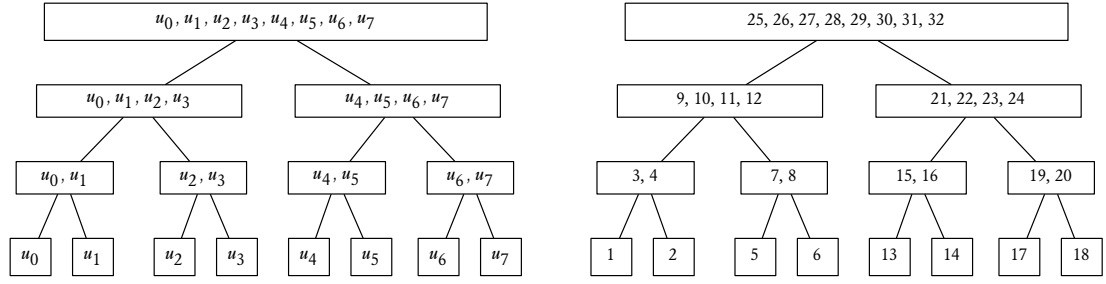 u0, u1, u2, u3, u4, u5, u6, u7
25, 26, 27, 28, 29, 30, 31, 32
u0, u1, u2, u3
u4, u5, u6, u7
9, 10, 11, 12
21, 22, 23, 24
u0, u1
u2, u3
u4, u5
u6, u7
3, 4
7, 8
15, 16
19, 20
u0
u1
u2
u3
u4
u5
u6
u7
1
2
5
6
13
14
17
18